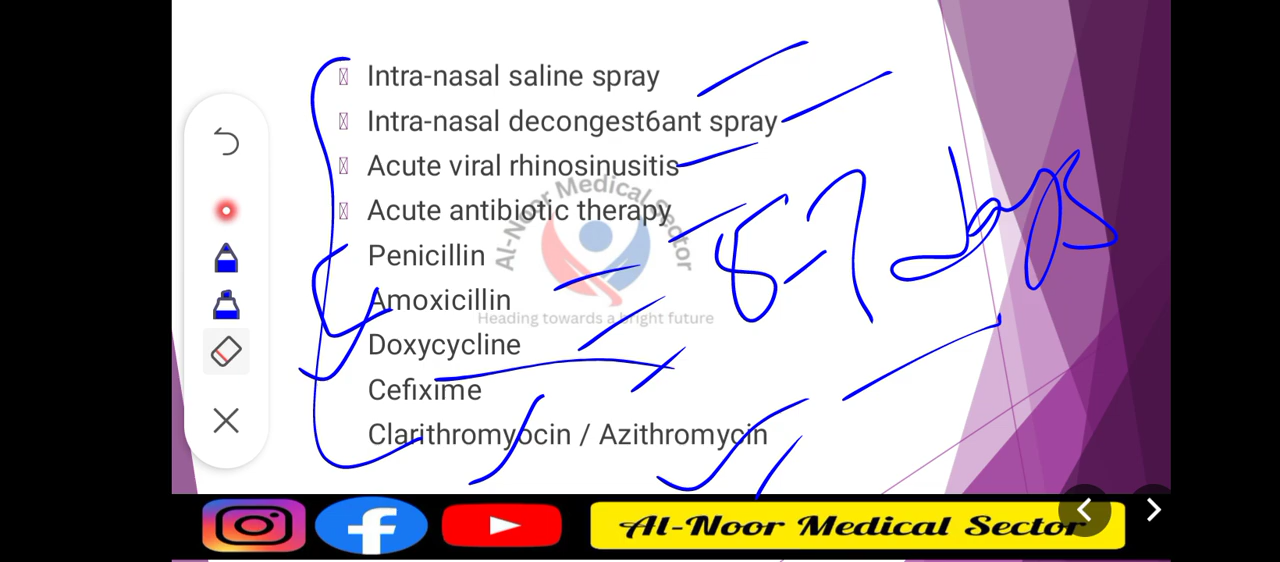 Intra-nasal saline spray
Intra-nasal decongest6ant spray
Acute viral rhinosinusitis
Acute antibiotic therapy
Penicillin
Amoxicillin
Doxycycline
Cefixime
Clarithromyocin / Azithromycin
5-7 days
Al-Noor Medical Sector
Heading towards a bright future
Al-Noor Medical Sector